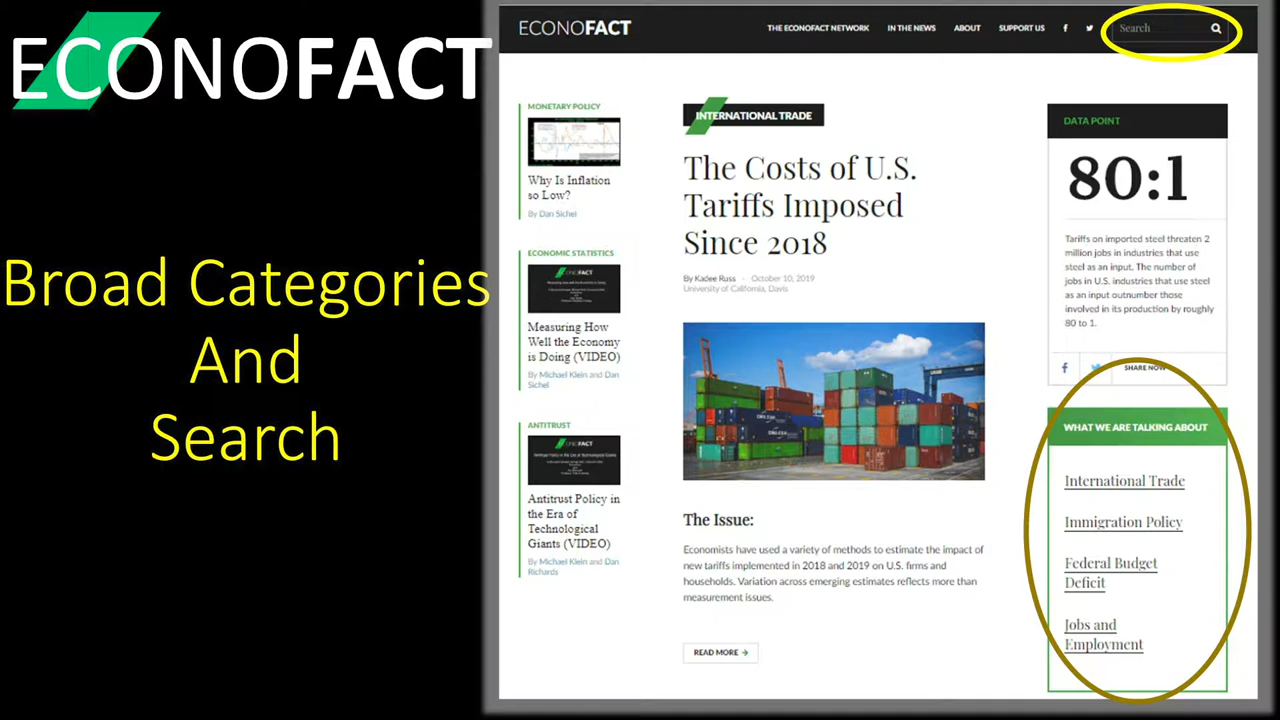 ECONOFACT
Broad Categories
And
Search
ECONOFACT
THE ECONOFACT NETWORK
IN THE NEWS
ABOUT
SUPPORT US
Search
MONETARY POLICY
Why Is Inflation
so Low?
By Dan Sichel
ECONOMIC STATISTICS
Measuring How
Well the Economy
is Doing (VIDEO)
By Michael Klein and Dan
Sichel
ANTITRUST
Antitrust Policy in
the Era of
Technological
Giants (VIDEO)
By Michael Klein and Dan
Richards
INTERNATIONAL TRADE
The Costs of U.S.
Tariffs Imposed
Since 2018
By Kadee Russ - October 10, 2019
University of California, Davis
The Issue:
Economists have used a variety of methods to estimate the impact of
new tariffs implemented in 2018 and 2019 on U.S. firms and
households. Variation across emerging estimates reflects more than
measurement issues.
READ MORE →
DATA POINT
80:1
Tariffs on imported steel threaten 2
million jobs in industries that use
steel as an input. The number of
jobs in U.S. industries that use steel
as an input outnumber those
involved in its production by roughly
80 to 1.
SHARE NOW
WHAT WE ARE TALKING ABOUT
International Trade
Immigration Policy
Federal Budget
Deficit
Jobs and
Employment